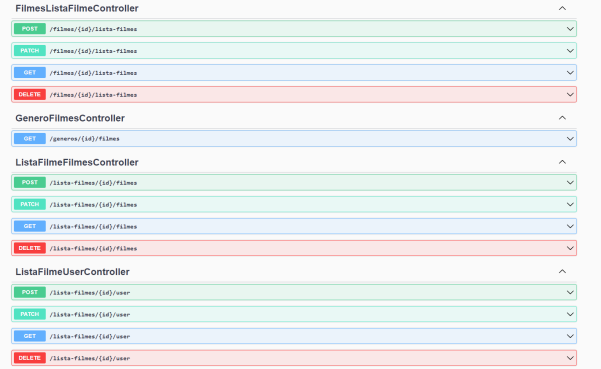 FilmesListaFilmeController
POST /filmes/{id}/lista-filmes
PATCH /filmes/{id}/lista-filmes
GET /filmes/{id}/lista-filmes
DELETE /filmes/{id}/lista-filmes
GeneroFilmesController
GET /generos/{id}/filmes
ListaFilmeFilmesController
POST /lista-filmes/{id}/filmes
PATCH /lista-filmes/{id}/filmes
GET /lista-filmes/{id}/filmes
DELETE /lista-filmes/{id}/filmes
ListaFilmeUserController
POST /lista-filmes/{id}/user
PATCH /lista-filmes/{id}/user
GET /lista-filmes/{id}/user
DELETE /lista-filmes/{id}/user